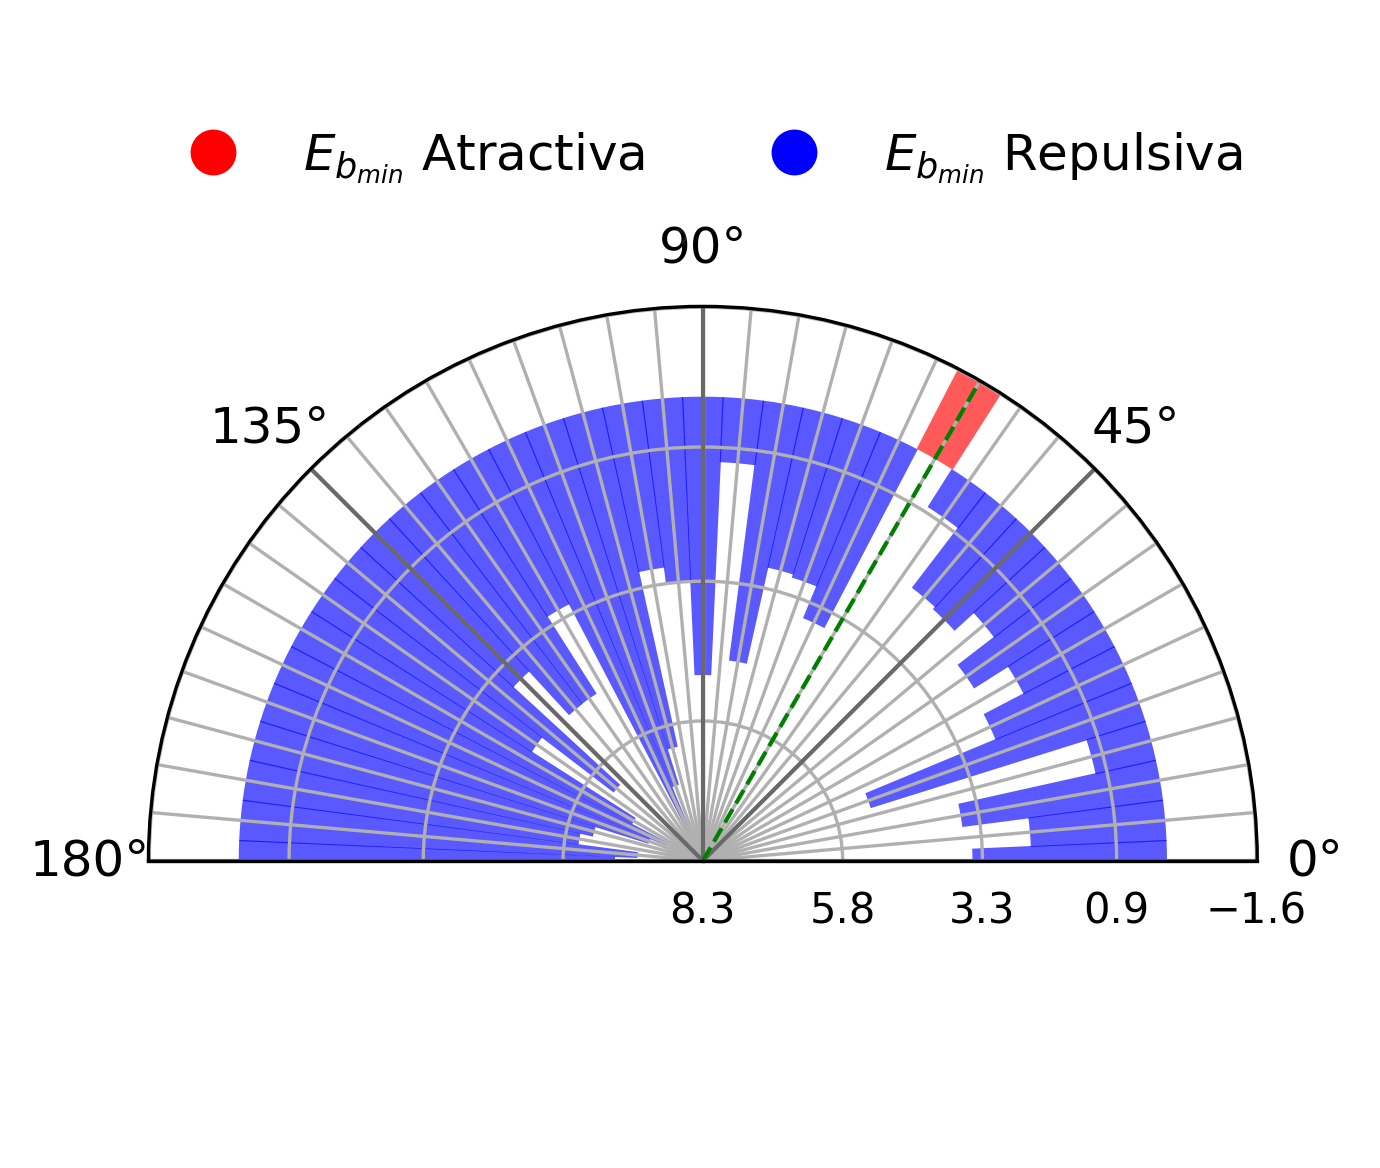 E_{b_{min}} Atractiva E_{b_{min}} Repulsiva
90°
135° 45°
180° 0°
8.3 5.8 3.3 0.9 −1.6